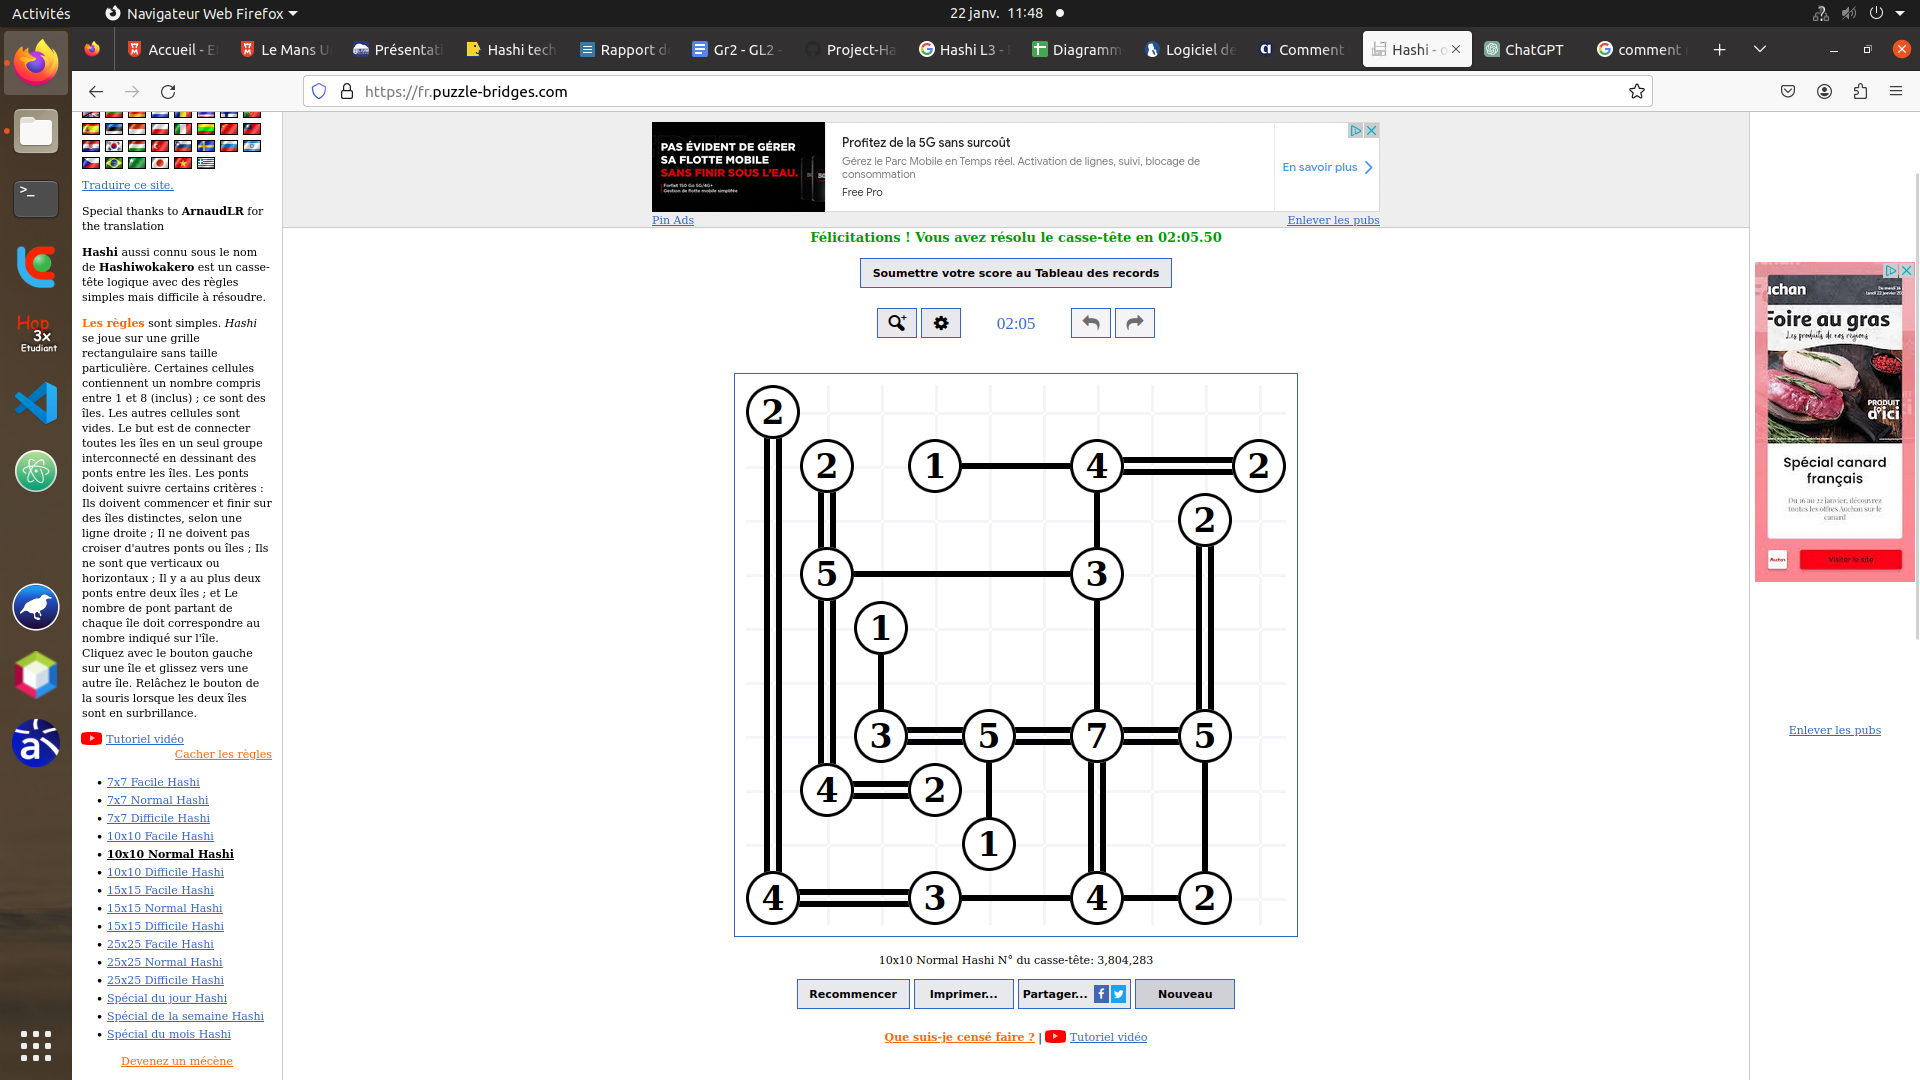 Activités
Navigateur Web Firefox
22 janv. 11:48
Accueil - E
Le Mans U
Présentati
Hashi tech
Rapport d
Gr2 - GL2 -
Project-Ha
Hashi L3 -
Diagramm
Logiciel de
Comment
Hashi - o
ChatGPT
comment
https://fr.puzzle-bridges.com
Hop
3x
Etudiant
Traduire ce site.
Special thanks to ArnaudLR for
the translation
Hashi aussi connu sous le nom
de Hashiwokakero est un casse-
tête logique avec des règles
simples mais difficile à résoudre.
Les règles sont simples. Hashi
se joue sur une grille
rectangulaire sans taille
particulière. Certaines cellules
contiennent un nombre compris
entre 1 et 8 (inclus) ; ce sont des
îles. Les autres cellules sont
vides. Le but est de connecter
toutes les îles en un seul groupe
interconnecté en dessinant des
ponts entre les îles. Les ponts
doivent suivre certains critères :
Ils doivent commencer et finir sur
des îles distinctes, selon une
ligne droite ; Il ne doivent pas
croiser d'autres ponts ou îles ; Ils
ne sont que verticaux ou
horizontaux ; Il y a au plus deux
ponts entre deux îles ; et Le
nombre de pont partant de
chaque île doit correspondre au
nombre indiqué sur l'île.
Cliquez avec le bouton gauche
sur une île et glissez vers une
autre île. Relâchez le bouton de
la souris lorsque les deux îles
sont en surbrillance.
Tutoriel vidéo
Cacher les règles
7x7 Facile Hashi
7x7 Normal Hashi
7x7 Difficile Hashi
10x10 Facile Hashi
10x10 Normal Hashi
10x10 Difficile Hashi
15x15 Facile Hashi
15x15 Normal Hashi
15x15 Difficile Hashi
25x25 Facile Hashi
25x25 Normal Hashi
25x25 Difficile Hashi
Spécial du jour Hashi
Spécial de la semaine Hashi
Spécial du mois Hashi
Devenez un mécène
PAS ÉVIDENT DE GÉRER
SA FLOTTE MOBILE
SANS FINIR SOUS L'EAU.
Forfait 150 Go 5G/4G+
Gestion de flotte mobile simplifiée
Profitez de la 5G sans surcoût
Gérez le Parc Mobile en Temps réel. Activation de lignes, suivi, blocage de
consommation
Free Pro
En savoir plus
Pin Ads
Enlever les pubs
Félicitations ! Vous avez résolu le casse-tête en 02:05.50
Soumettre votre score au Tableau des records
02:05
2
2 1 4 2
2
5 3
1
3 5 7 5
4 2
1
4 3 4 2
10x10 Normal Hashi N° du casse-tête: 3,804,283
Recommencer
Imprimer...
Partager...
Nouveau
Que suis-je censé faire ? | Tutoriel vidéo
uchan
Foire au gras
Les produits de nos régions
PRODUIT
d'ici
Spécial canard
français
Du 16 au 22 janvier, découvrez
toutes les offres Auchan sur le
canard
Auchan
Visiter le site
Enlever les pubs